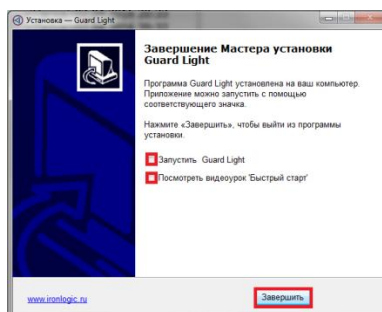 Установка — Guard Light
Завершение Мастера установки
Guard Light
Программа Guard Light установлена на ваш компьютер.
Приложение можно запустить с помощью
соответствующего значка.
Нажмите «Завершить», чтобы выйти из программы
установки.
Запустить Guard Light
Посмотреть видеоурок 'Быстрый старт'
www.ironlogic.ru
Завершить